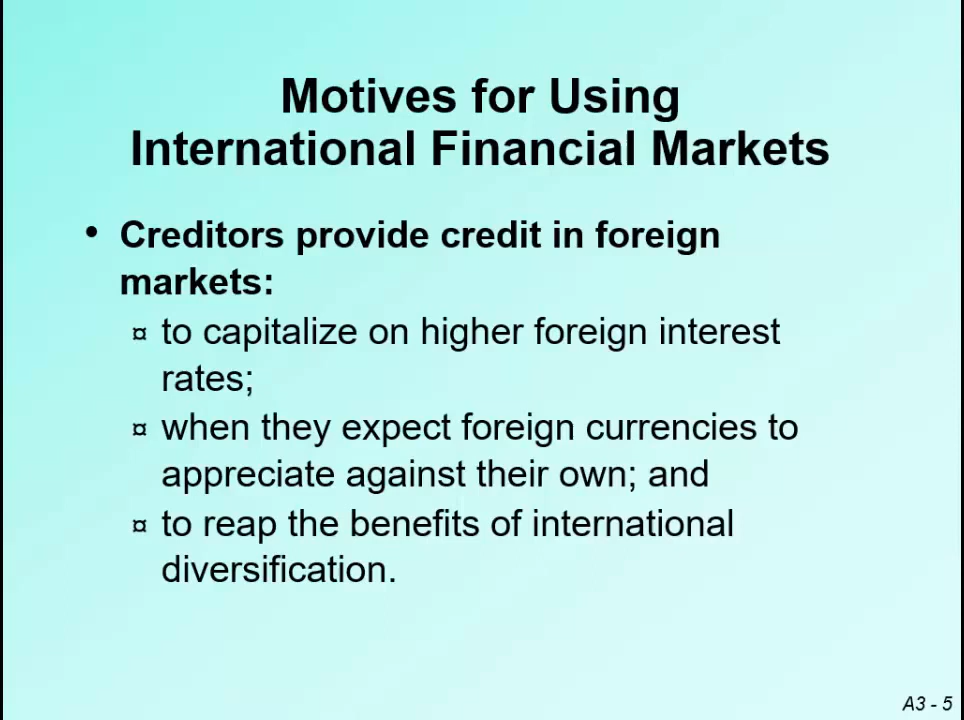 Motives for Using
International Financial Markets
• Creditors provide credit in foreign
markets:
¤ to capitalize on higher foreign interest
rates;
¤ when they expect foreign currencies to
appreciate against their own; and
¤ to reap the benefits of international
diversification.
A3 - 5